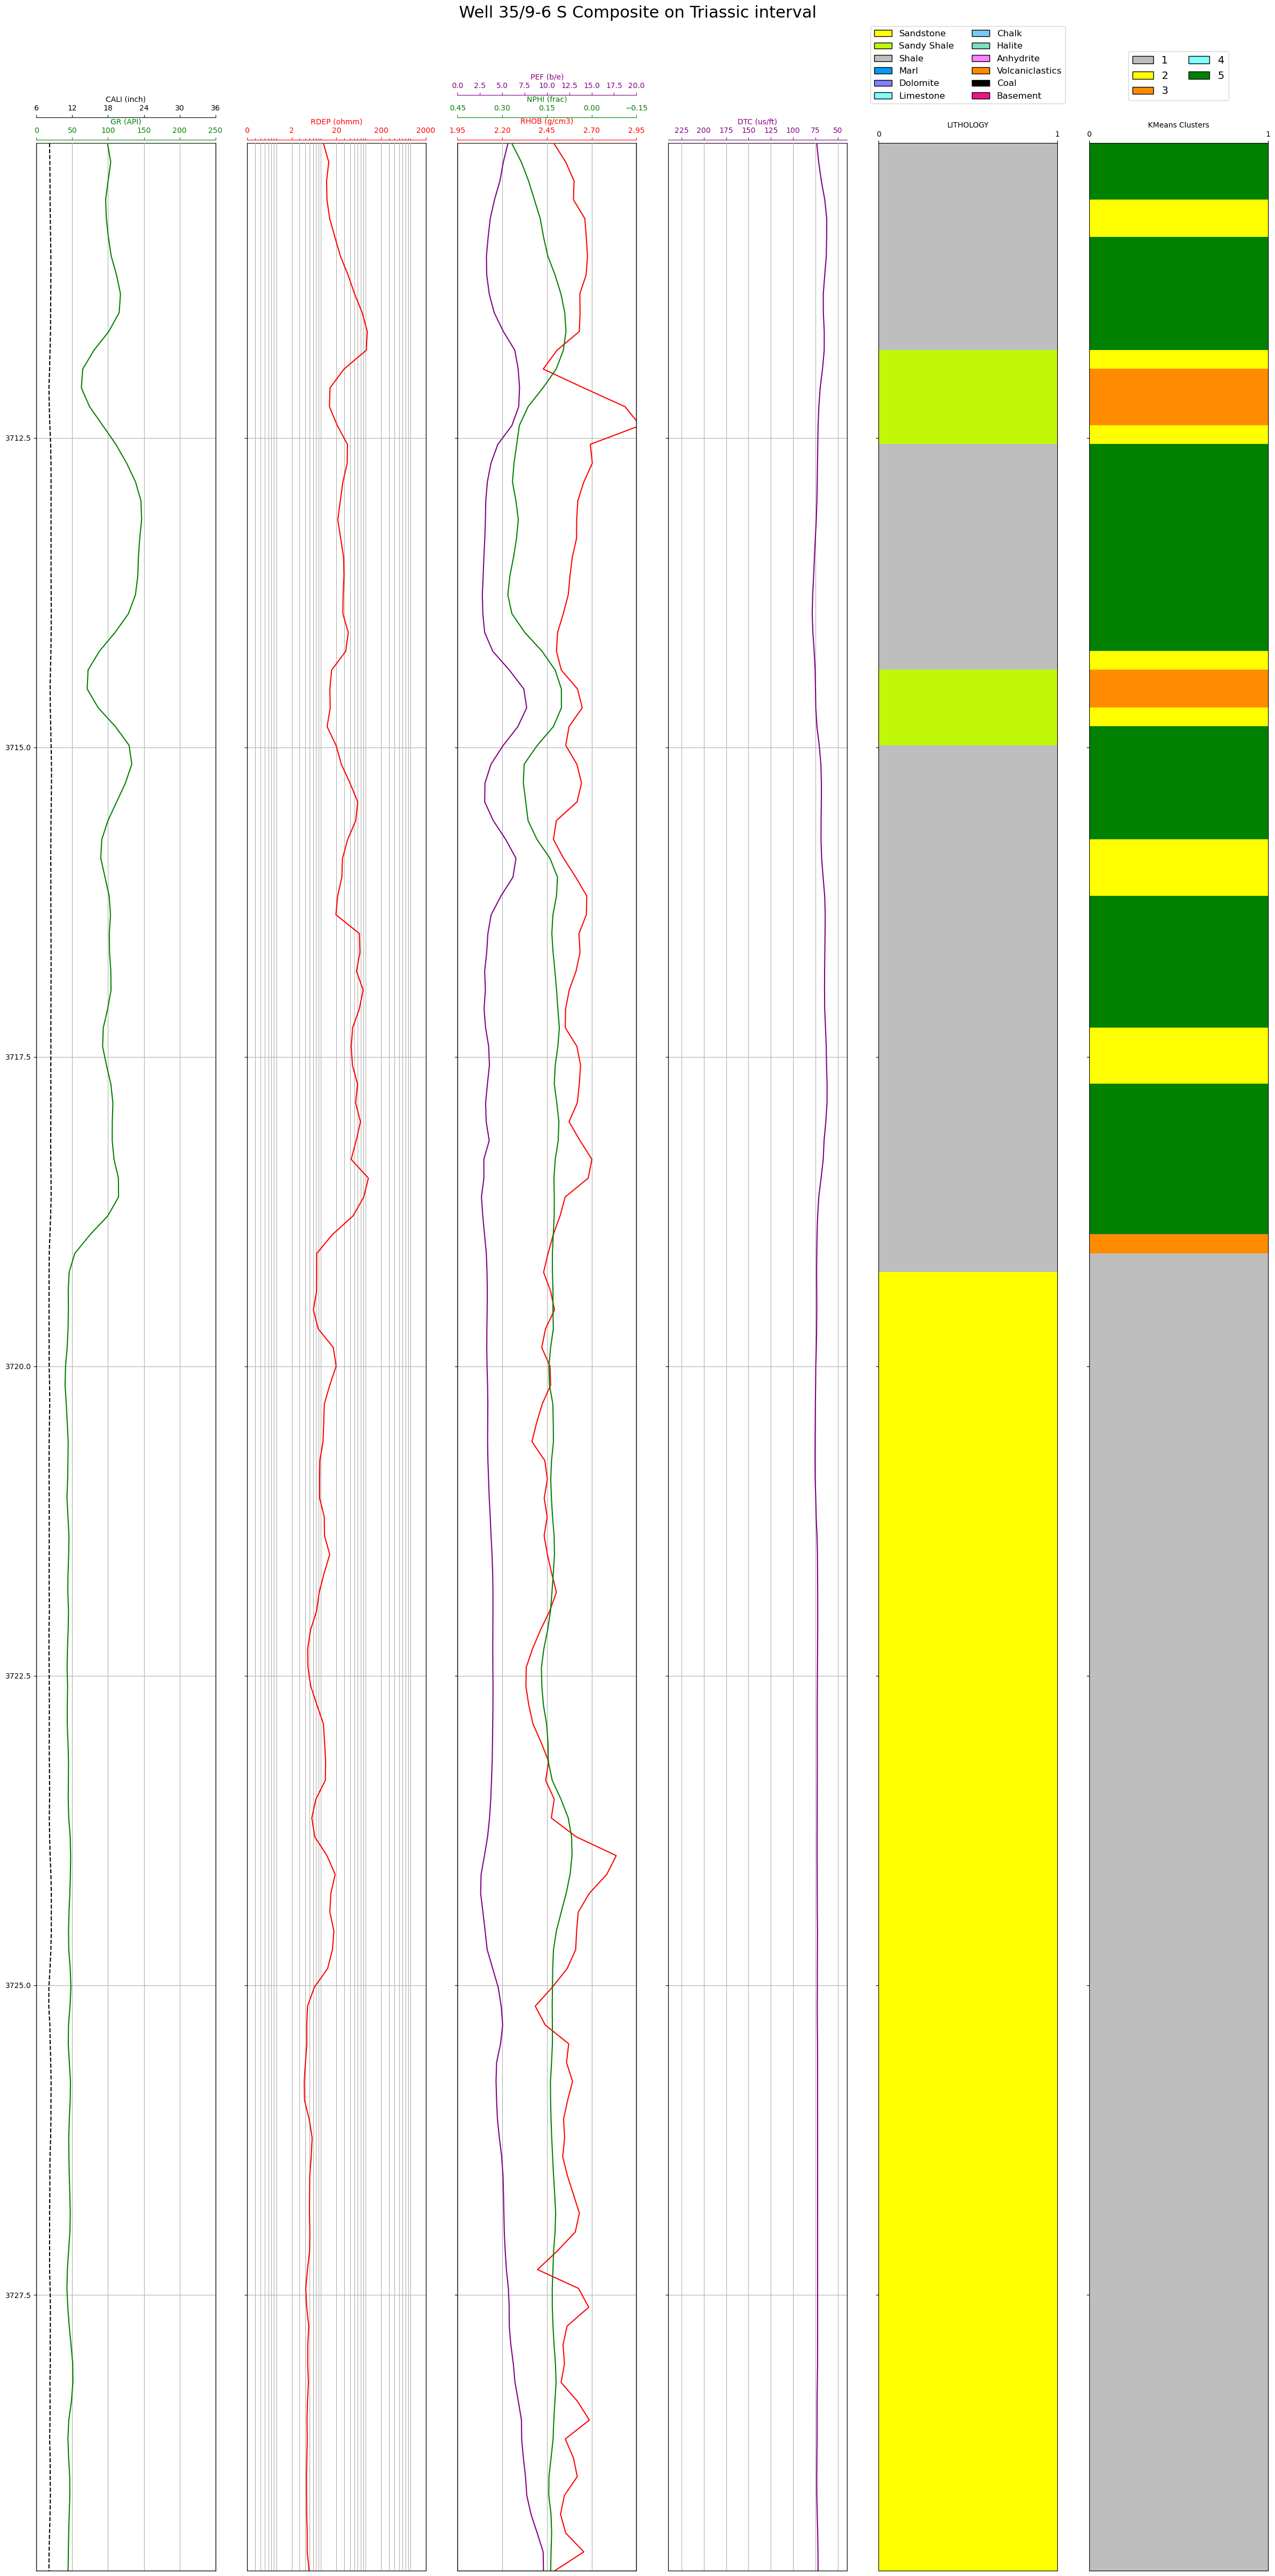 Well 35/9-6 S Composite on Triassic interval
Sandstone Chalk
Sandy Shale Halite
Shale Anhydrite
Marl Volcaniclastics
Dolomite Coal
Limestone Basement
1 4
2 5
3
PEF (b/e)
0.0 2.5 5.0 7.5 10.0 12.5 15.0 17.5 20.0
CALI (inch)
NPHI (frac)
6 12 18 24 30 36
0.45 0.30 0.15 0.00 −0.15
GR (API)
RDEP (ohmm)
RHOB (g/cm3)
DTC (us/ft)
LITHOLOGY
KMeans Clusters
0 50 100 150 200 250
0 2 20 200 2000
1.95 2.20 2.45 2.70 2.95
225 200 175 150 125 100 75 50
0 1
0 1
3712.5
3715.0
3717.5
3720.0
3722.5
3725.0
3727.5